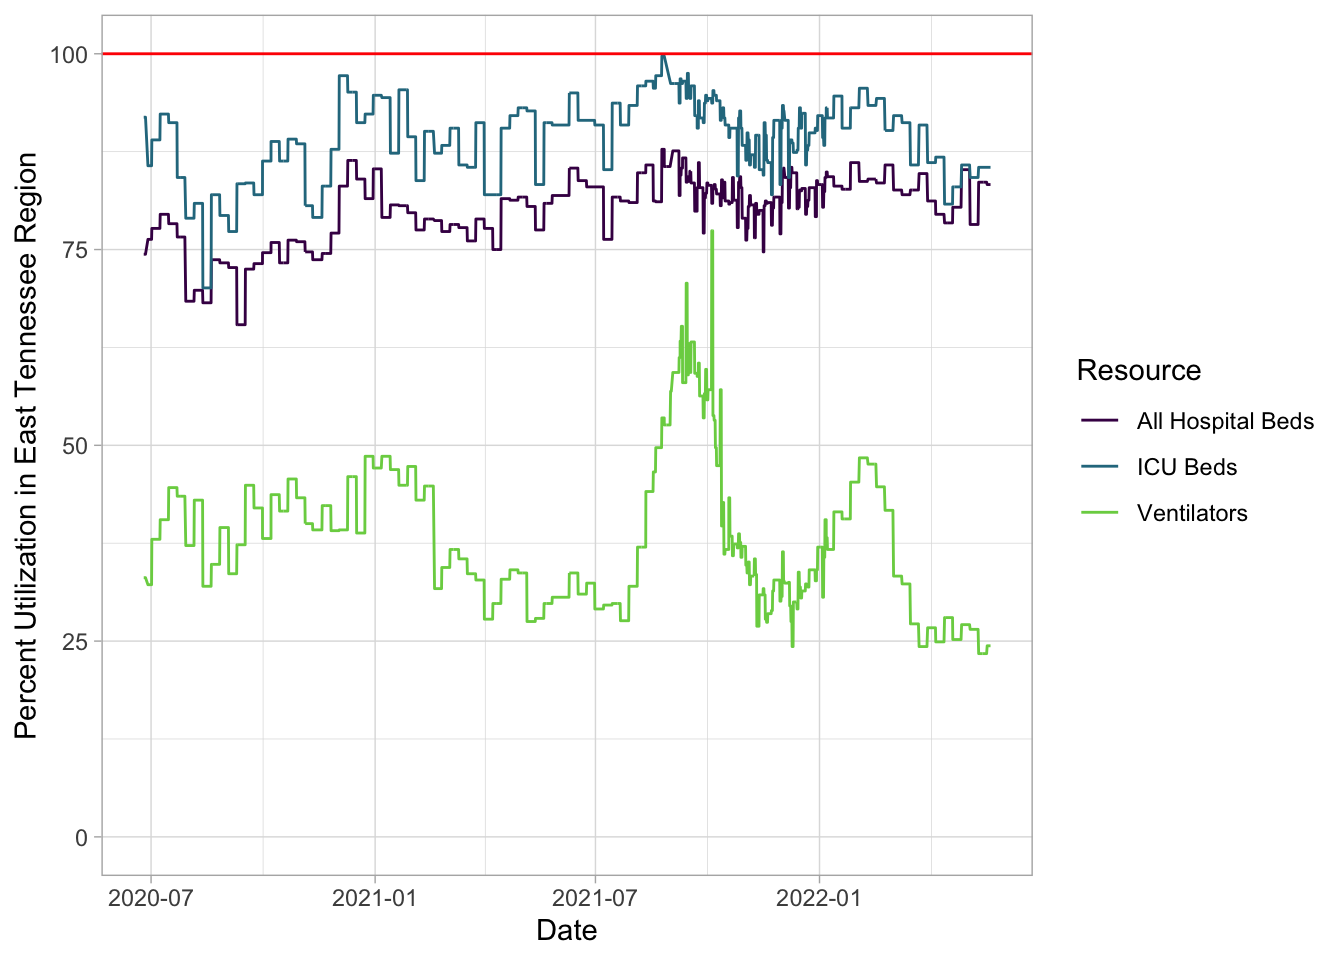 Percent Utilization in East Tennessee Region
100
75
50
25
0
2020-07
2021-01
2021-07
2022-01
Date
Resource
All Hospital Beds
ICU Beds
Ventilators